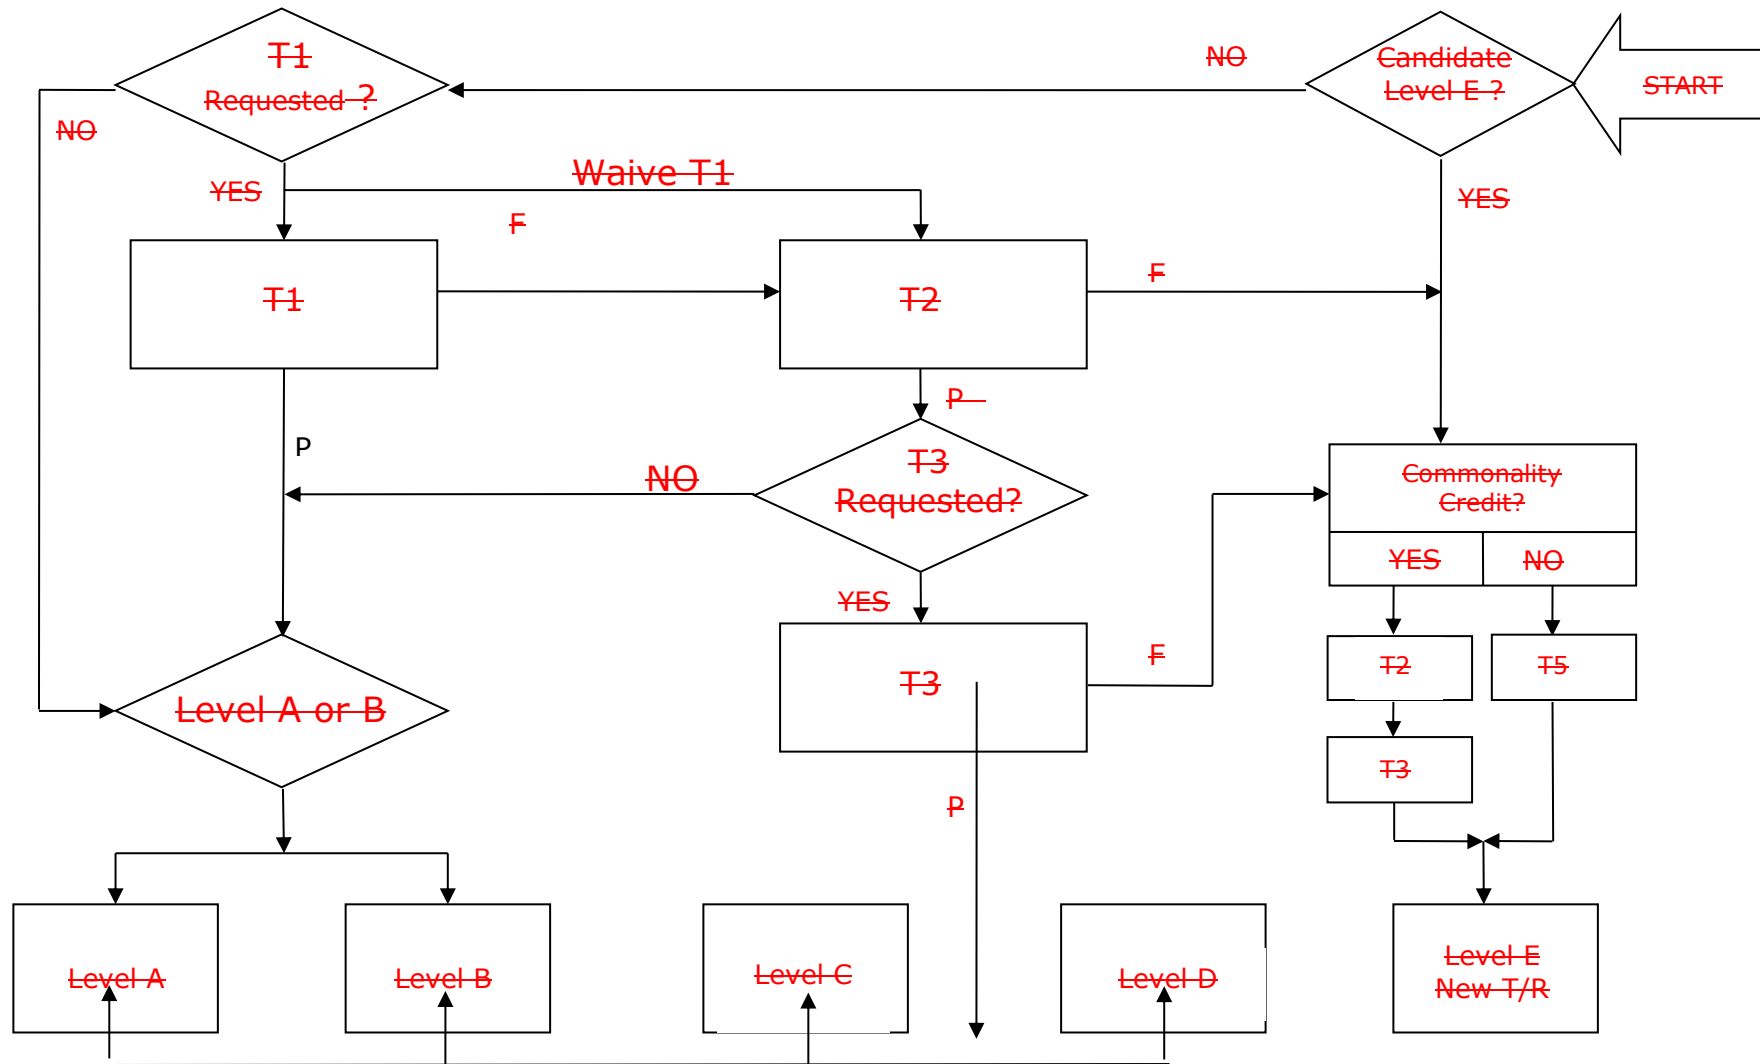 T1
Requested ?
NO
Candidate
Level E ?
START
NO
YES
Waive T1
YES
F
T1
T2
F
P
P
NO
T3
Requested?
Commonality
Credit?
YES
NO
YES
T3
F
T2
T5
Level A or B
T3
P
Level A
Level B
Level C
Level D
Level E
New T/R